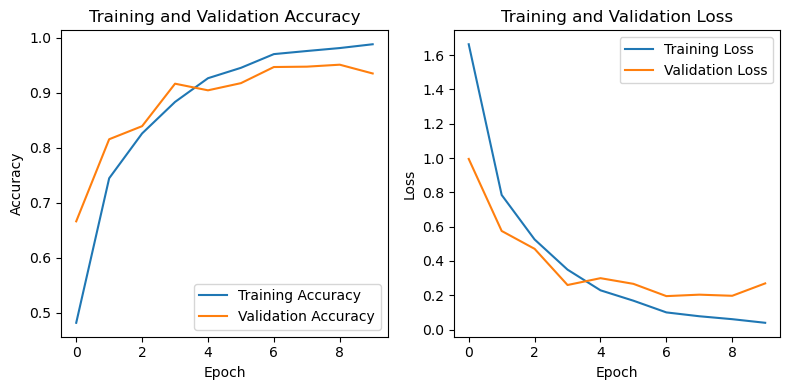 Training and Validation Accuracy
1.0
0.9
0.8
0.7
0.6
0.5
Accuracy
0 2 4 6 8
Epoch
Training Accuracy
Validation Accuracy
Training and Validation Loss
1.6
1.4
1.2
1.0
0.8
0.6
0.4
0.2
0.0
Loss
0 2 4 6 8
Epoch
Training Loss
Validation Loss